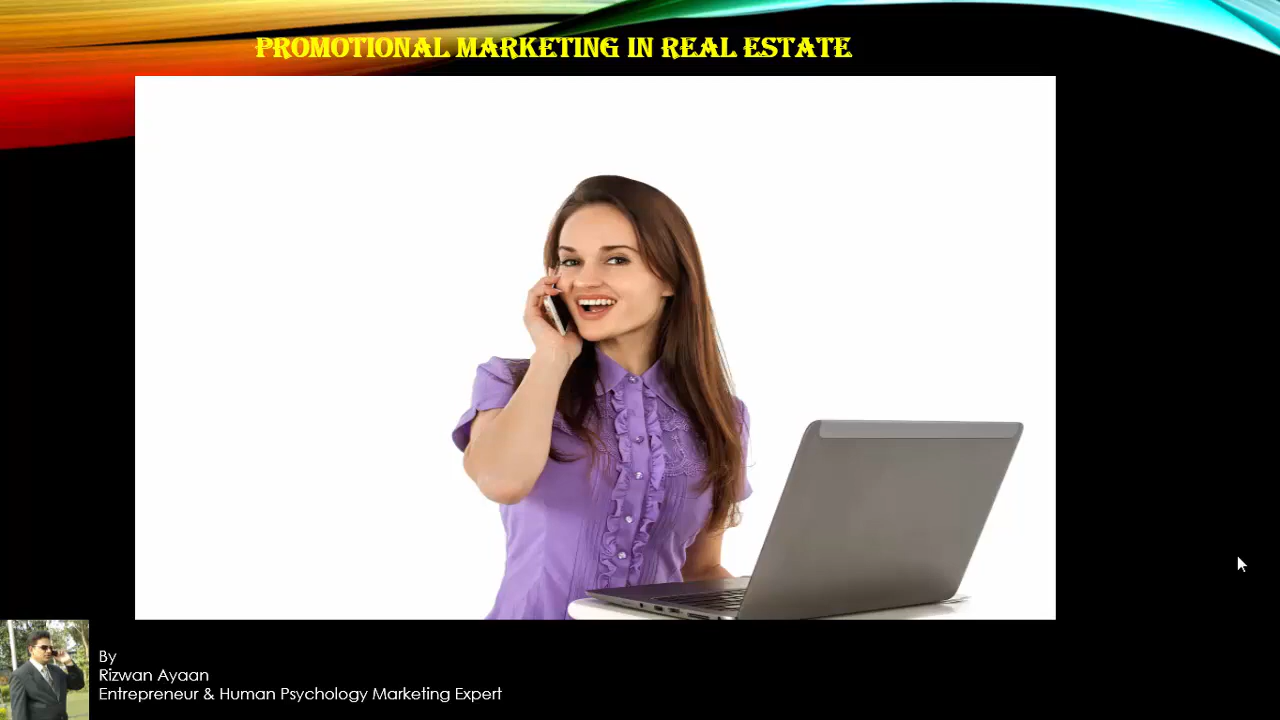 PROMOTIONAL MARKETING IN REAL ESTATE
By
Rizwan Ayaan
Entrepreneur & Human Psychology Marketing Expert